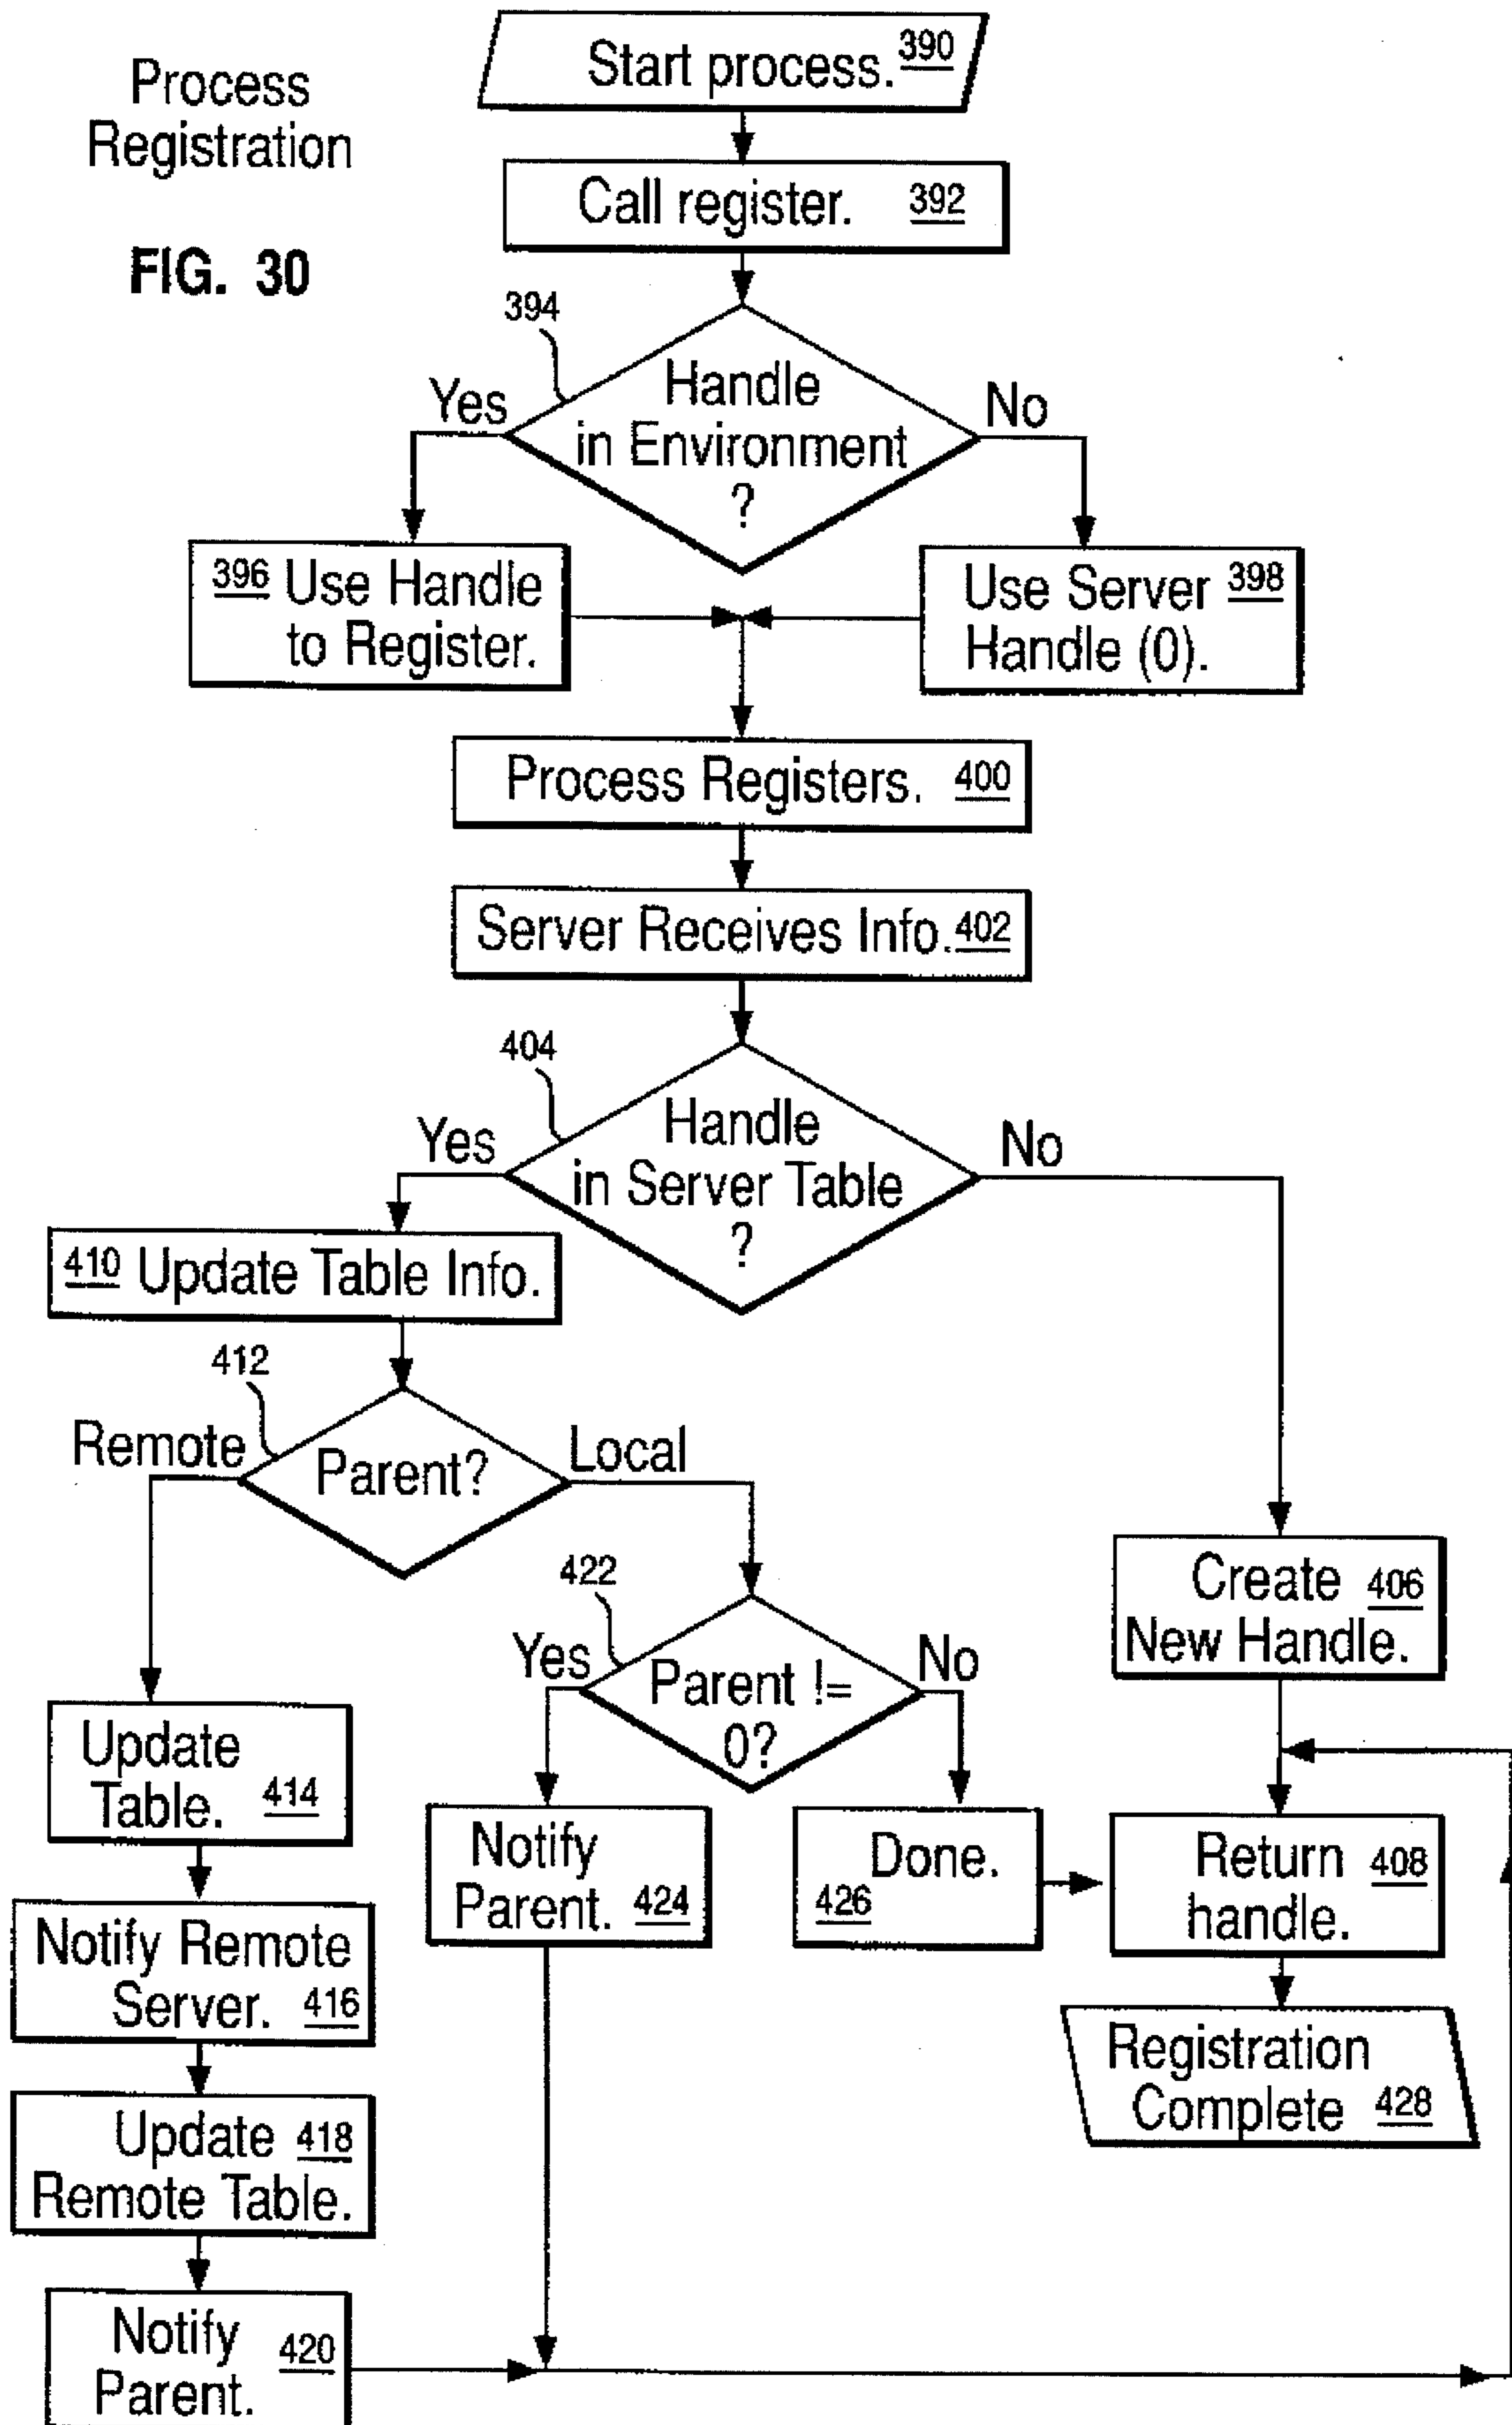 Process
Registration
FIG. 30
Start process. 390
Call register. 392
394
Handle
in Environment
?
Yes
No
396 Use Handle
to Register.
Use Server 398
Handle (0).
Process Registers. 400
Server Receives Info. 402
404
Handle
in Server Table
?
Yes
No
410 Update Table Info.
412
Remote
Parent?
Local
422
Yes
Parent !=
0?
No
Create 406
New Handle.
Update
Table. 414
Notify
Parent. 424
Done.
426
Return 408
handle.
Notify Remote
Server. 416
Registration
Complete 428
Update 418
Remote Table.
Notify 420
Parent.